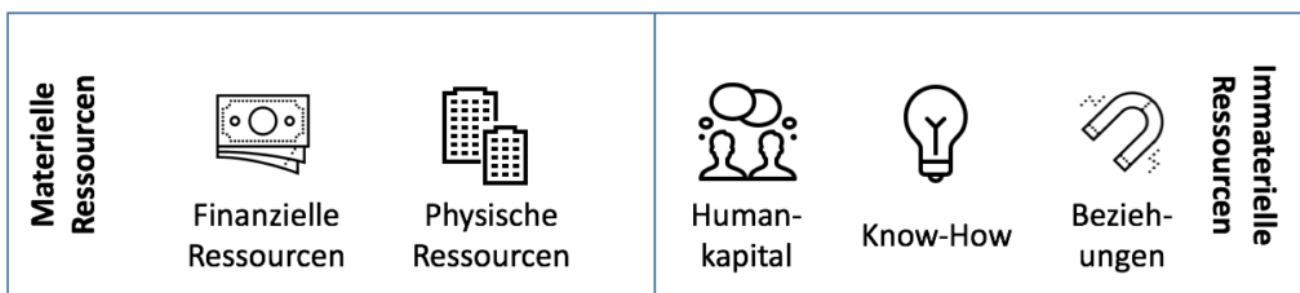 Materielle
Ressourcen
Finanzielle
Ressourcen
Physische
Ressourcen
Human-
kapital
Know-How
Bezieh-
ungen
Immaterielle
Ressourcen